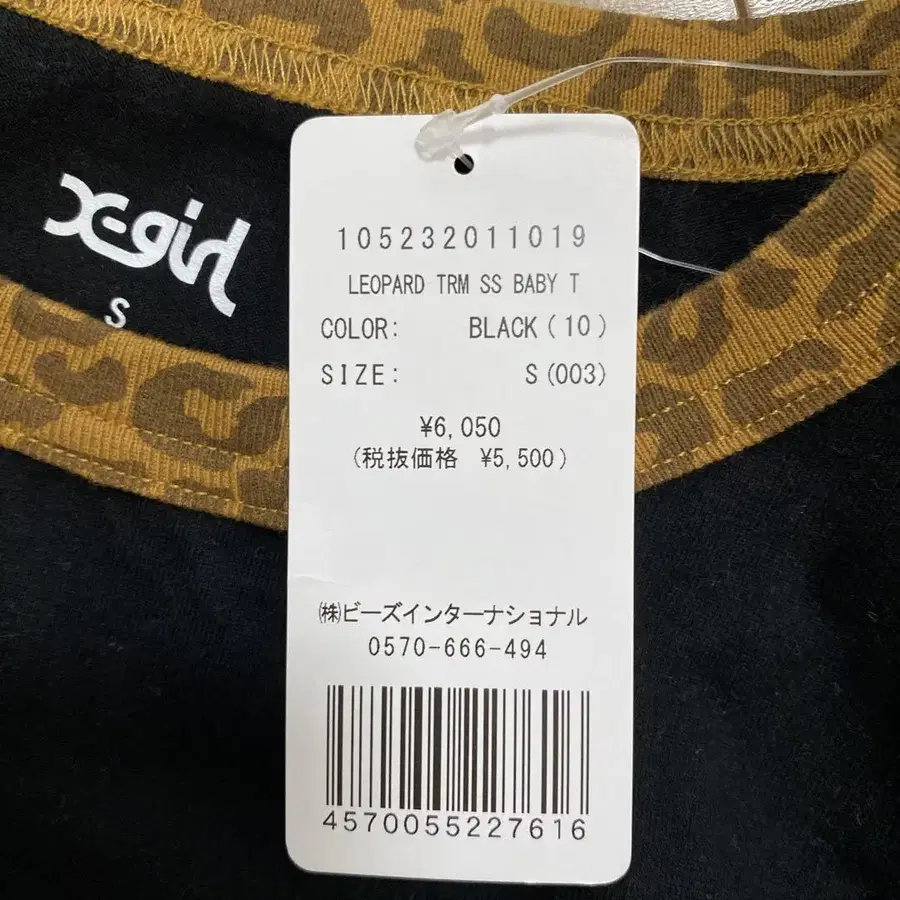 X-girl
S
105232011019
LEOPARD TRM SS BABY T
COLOR: BLACK(10)
SIZE: S(003)
¥6,050
(税抜価格 ¥5,500)
㈱ビーズインターナショナル
0570-666-494
4570055227616